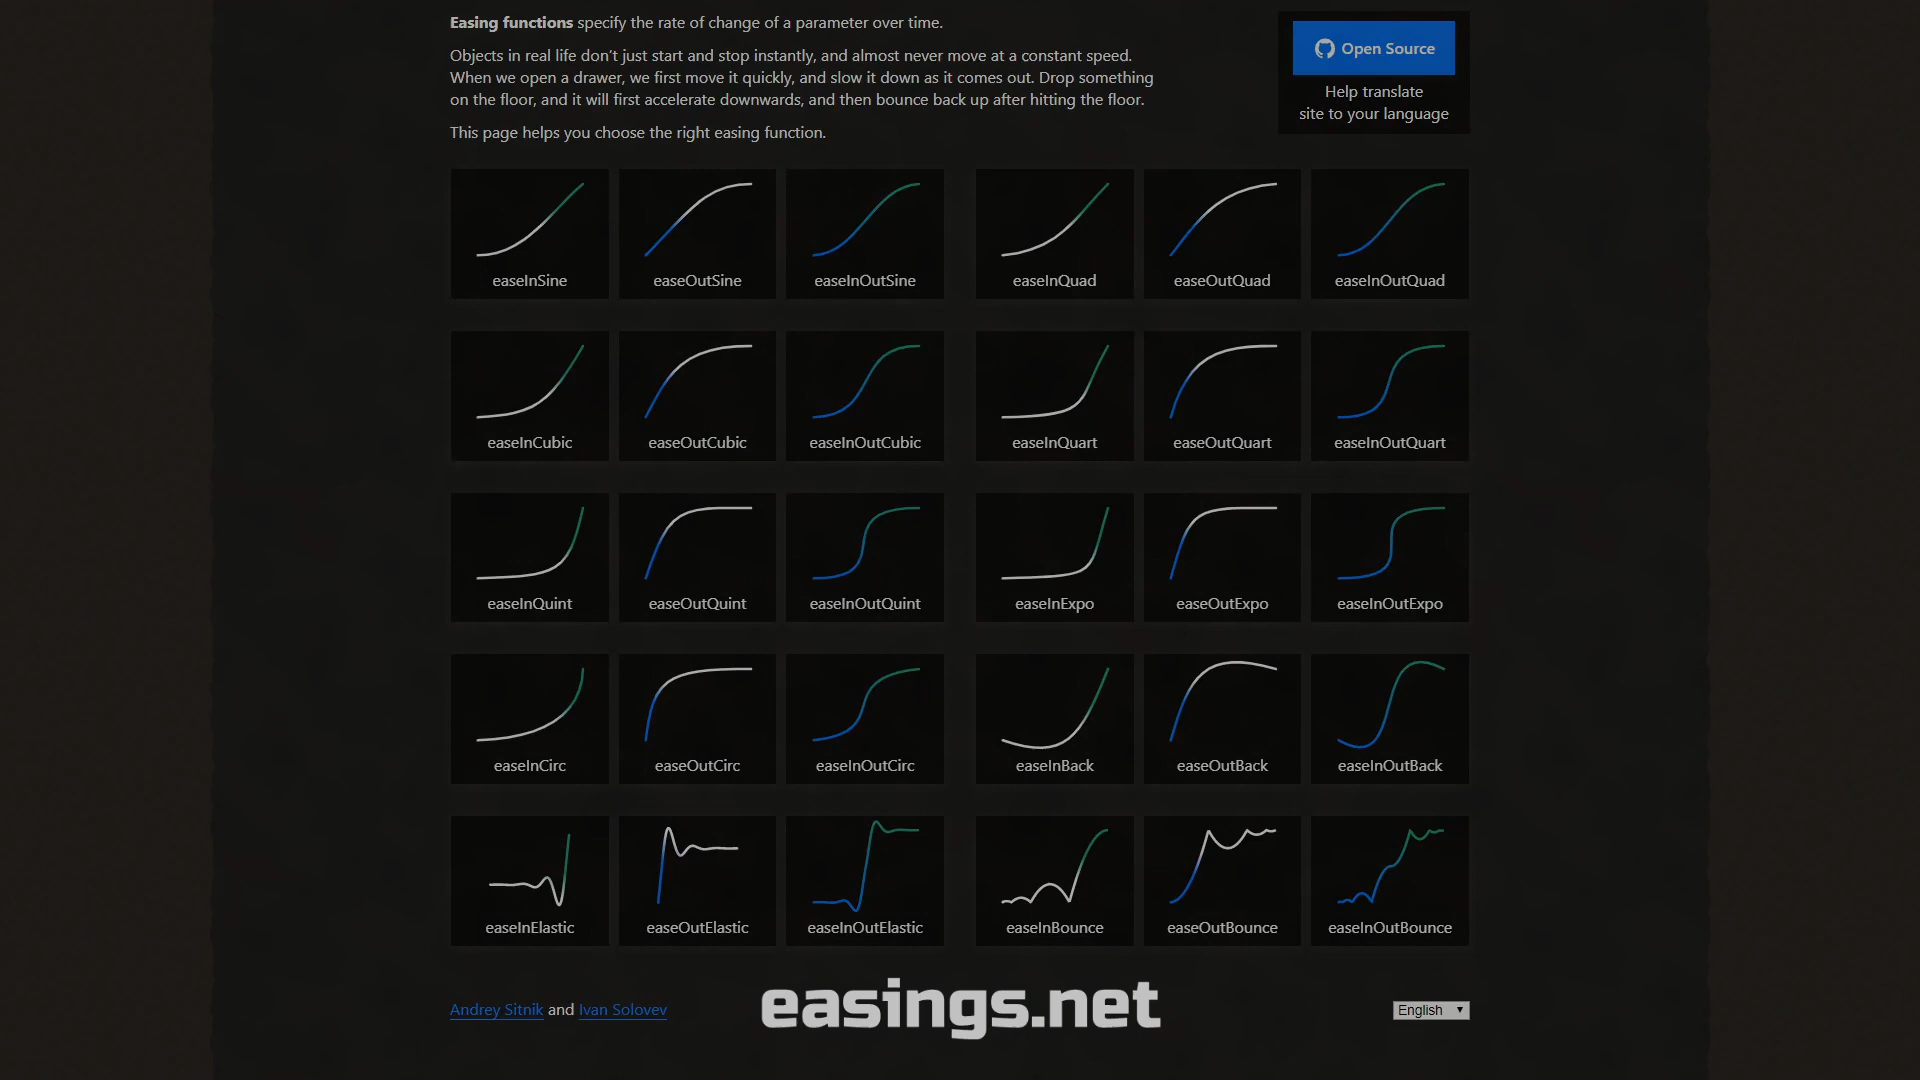 Easing functions specify the rate of change of a parameter over time.
Objects in real life don't just start and stop instantly, and almost never move at a constant speed.
When we open a drawer, we first move it quickly, and slow it down as it comes out. Drop something
on the floor, and it will first accelerate downwards, and then bounce back up after hitting the floor.
This page helps you choose the right easing function.
Open Source
Help translate
site to your language
easeInSine
easeOutSine
easeInOutSine
easeInQuad
easeOutQuad
easeInOutQuad
easeInCubic
easeOutCubic
easeInOutCubic
easeInQuart
easeOutQuart
easeInOutQuart
easeInQuint
easeOutQuint
easeInOutQuint
easeInExpo
easeOutExpo
easeInOutExpo
easeInCirc
easeOutCirc
easeInOutCirc
easeInBack
easeOutBack
easeInOutBack
easeInElastic
easeOutElastic
easeInOutElastic
easeInBounce
easeOutBounce
easeInOutBounce
Andrey Sitnik and Ivan Solovev
easings.net
English